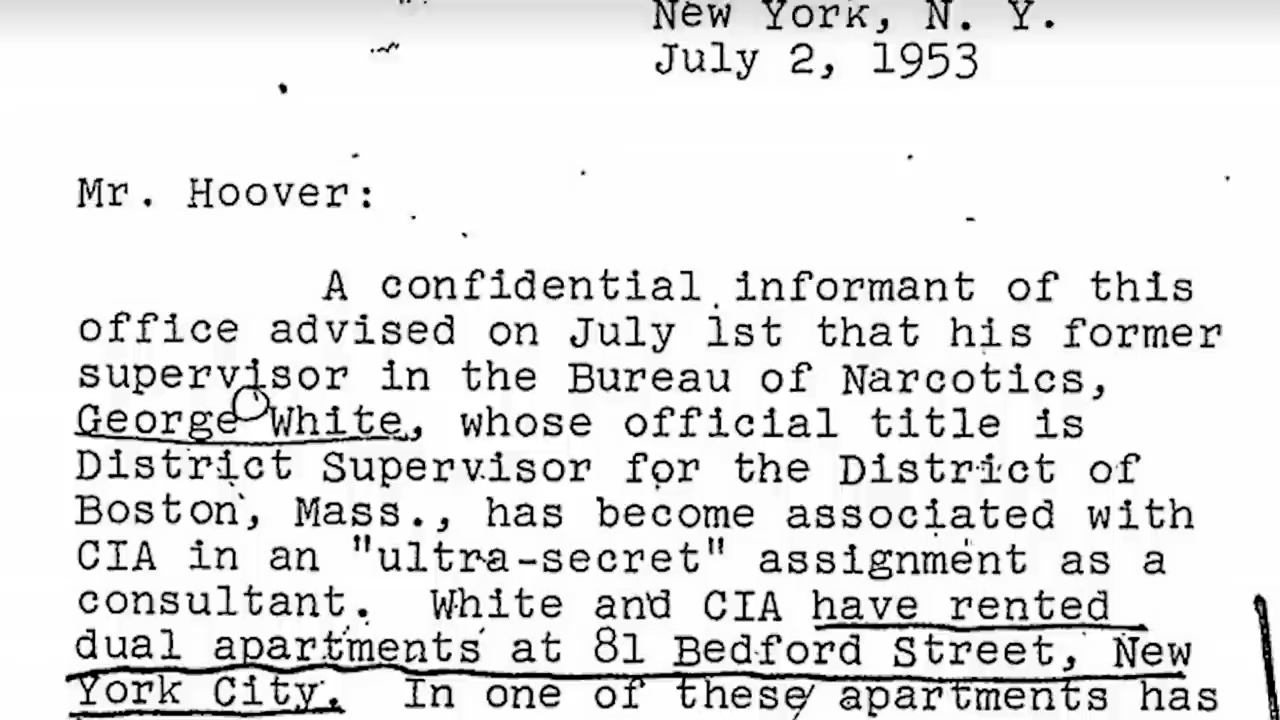 New York, N. Y.
July 2, 1953
Mr. Hoover:
A confidential informant of this
office advised on July 1st that his former
supervisor in the Bureau of Narcotics,
George White, whose official title is
District Supervisor for the District of
Boston, Mass., has become associated with
CIA in an "ultra-secret" assignment as a
consultant. White and CIA have rented
dual apartments at 81 Bedford Street, New
York City. In one of these apartments has